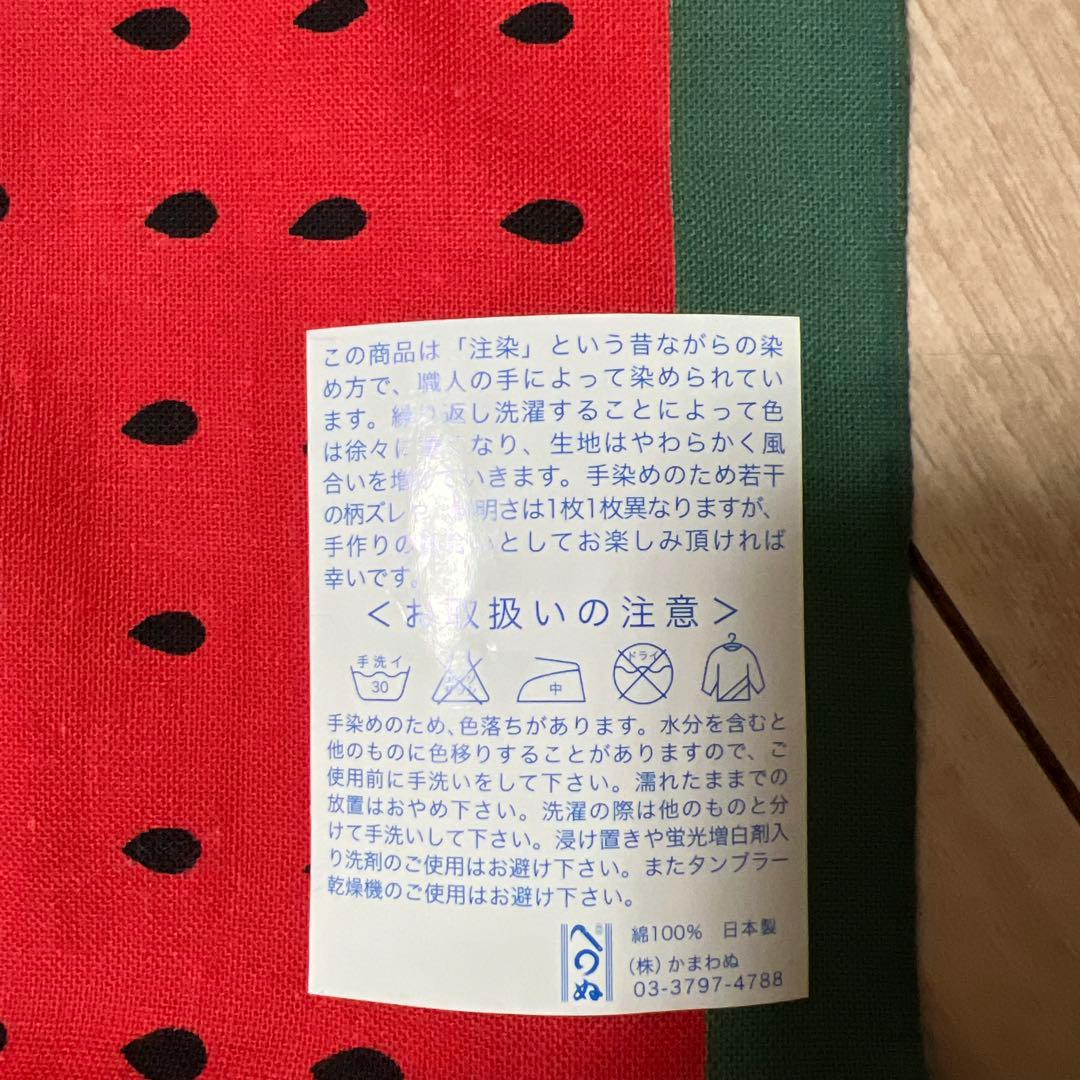 この商品は「注染」という昔ながらの染
め方で、職人の手によって染められてい
ます。繰り返し洗濯することによって色
は徐々に なり、生地はやわらかく風
合いを増していきます。手染めのため若干
の柄ズレや 明さは1枚1枚異なりますが、
手作りの としてお楽しみ頂ければ
幸いです。
＜お取扱いの注意＞
手洗イ
30
中
ドライ
手染めのため、色落ちがあります。水分を含むと
他のものに色移りすることがありますので、ご
使用前に手洗いをして下さい。濡れたままでの
放置はおやめ下さい。洗濯の際は他のものと分
けて手洗いして下さい。浸け置きや蛍光増白剤入
り洗剤のご使用はお避け下さい。またタンブラー
乾燥機のご使用はお避け下さい。
綿100%　日本製
(株) かまわぬ
03-3797-4788